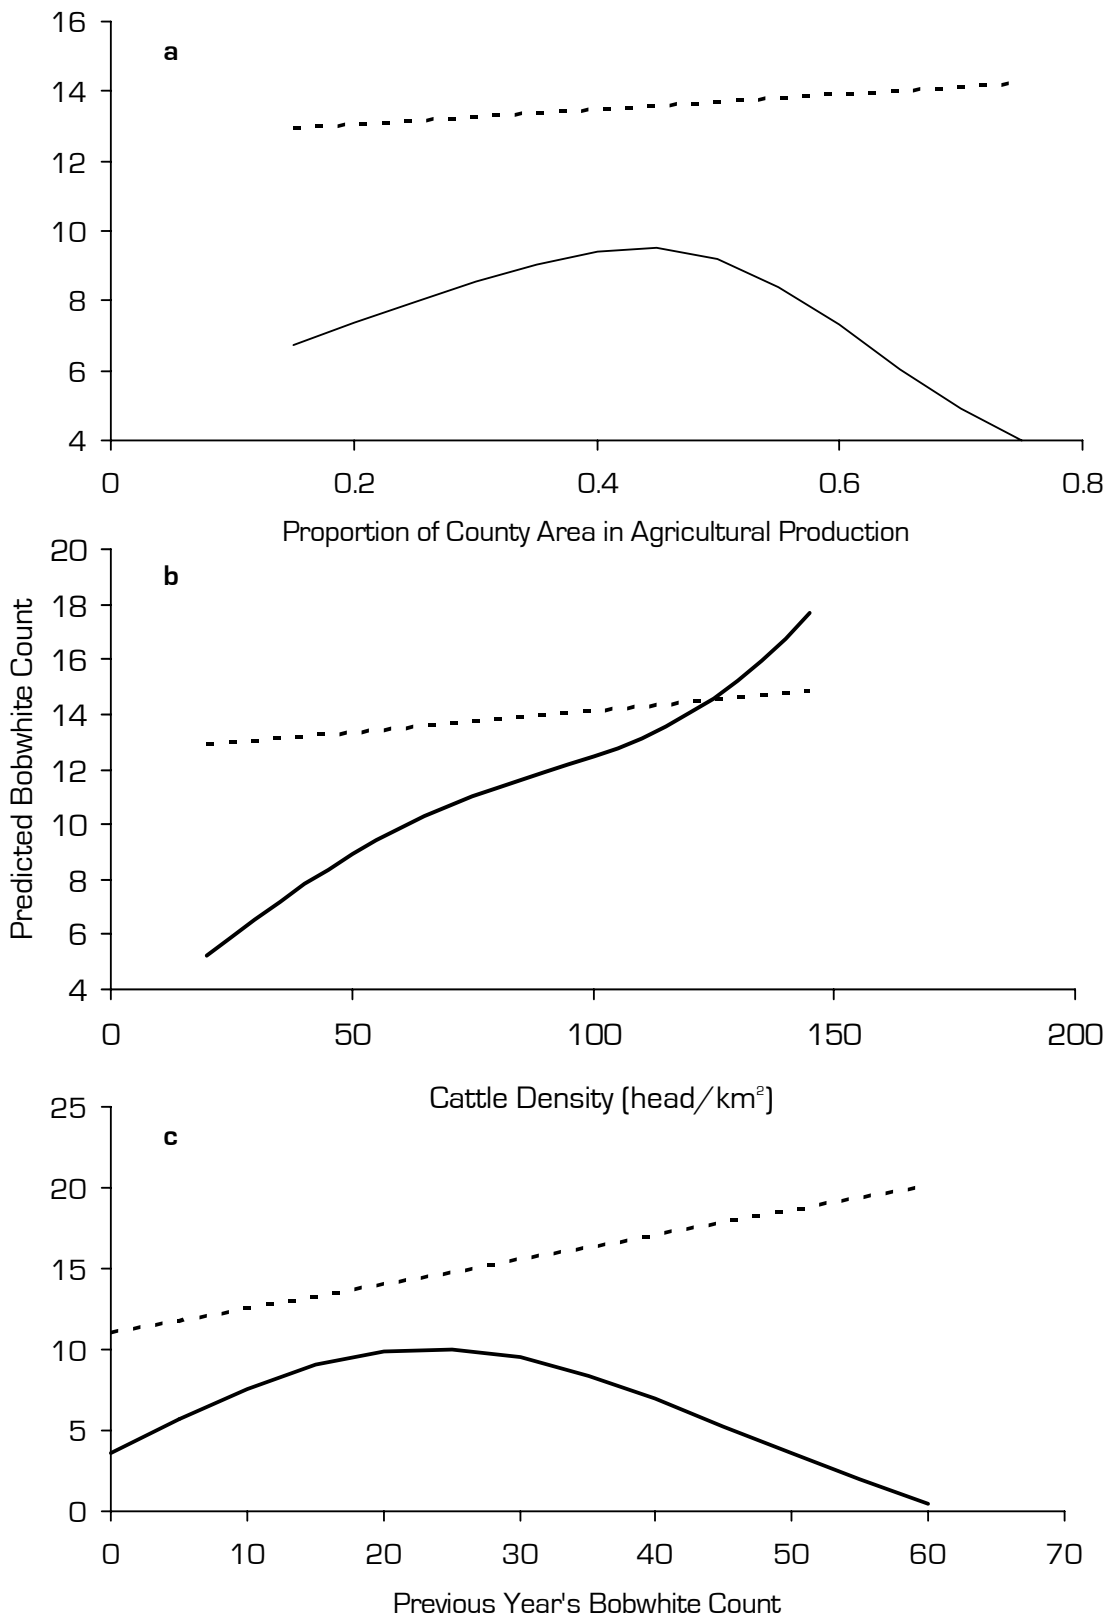 16
a
14
12
10
8
6
4
0 0.2 0.4 0.6 0.8
Proportion of County Area in Agricultural Production
20
b
18
16
14
12
10
8
6
4
Predicted Bobwhite Count
0 50 100 150 200
Cattle Density (head/km²)
25
c
20
15
10
5
0
0 10 20 30 40 50 60 70
Previous Year's Bobwhite Count